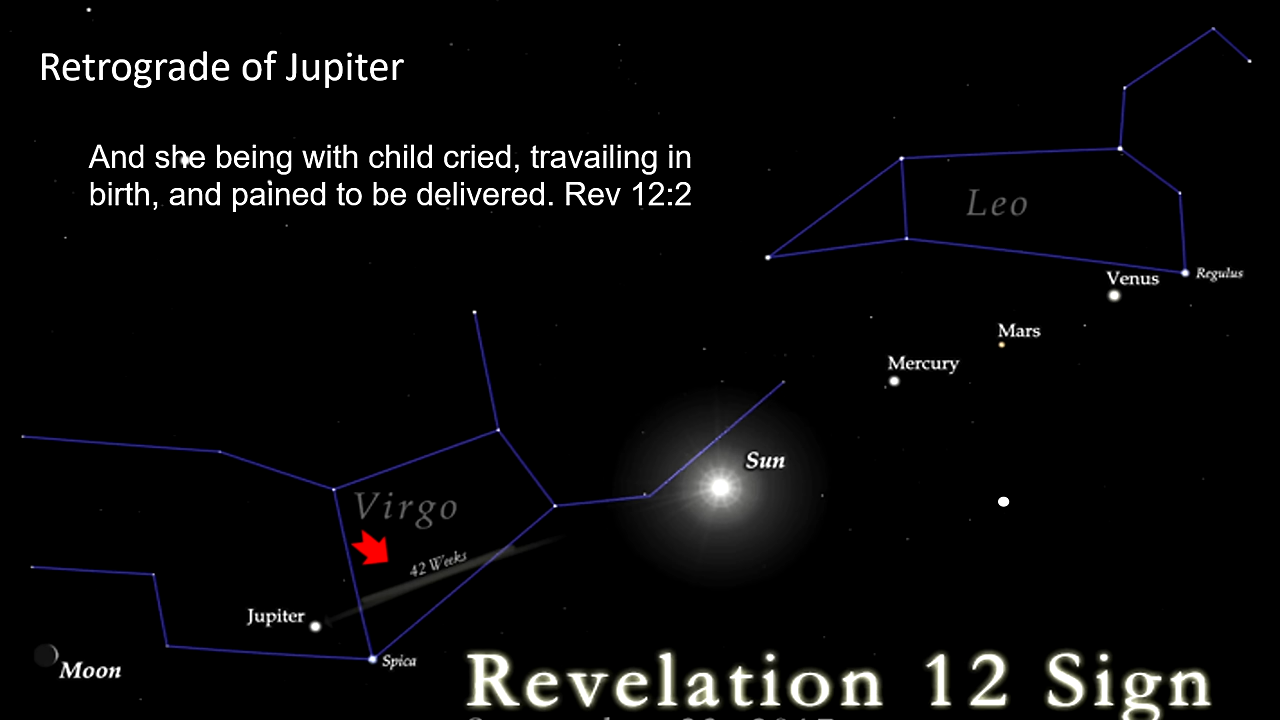 Retrograde of Jupiter
And she being with child cried, travailing in
birth, and pained to be delivered. Rev 12:2
Leo
Regulus
Venus
Mars
Mercury
Sun
Virgo
42 Weeks
Jupiter
Spica
Moon
Revelation 12 Sign